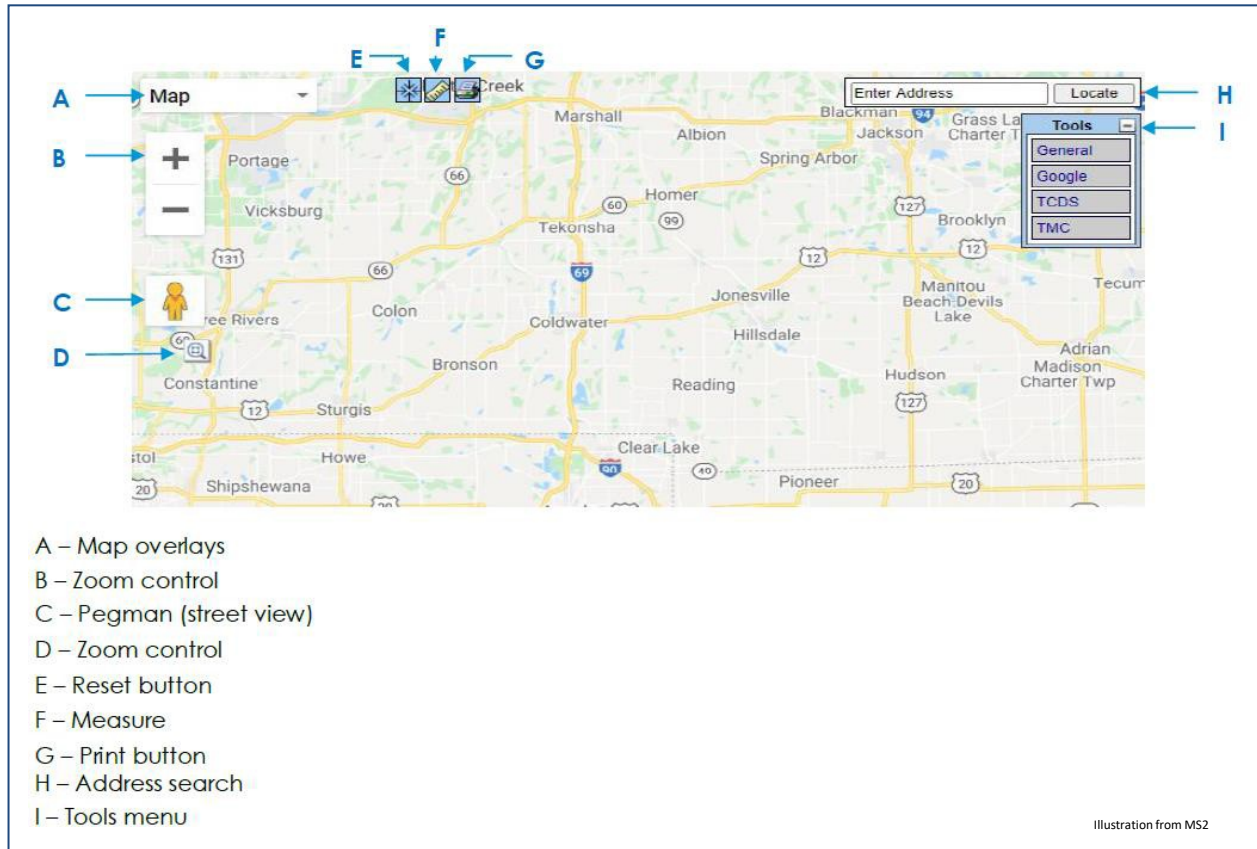 F
E
G
A
Map
Creek
Enter Address
Locate
H
Marshall
Blackman
94
Grass La
Albion
Jackson
Charter T
Tools
I
B
+
Portage
Spring Arbor
General
66
Google
Homer
127
TCDS
Vicksburg
60
99
Brooklyn
TMC
Tekonsha
12
131
12
66
69
C
Jonesville
Manitou
Tecum
ree Rivers
Colon
Coldwater
Beach-Devils
Lake
Hillsdale
D
Adrian
Bronson
Hudson
Madison
Constantine
Reading
Charter Twp
12
Sturgis
127
Clear Lake
stol
Howe
90
40
Pioneer
20
Shipshewana
20
A – Map overlays
B – Zoom control
C – Pegman (street view)
D – Zoom control
E – Reset button
F – Measure
G – Print button
H – Address search
I – Tools menu
Illustration from MS2